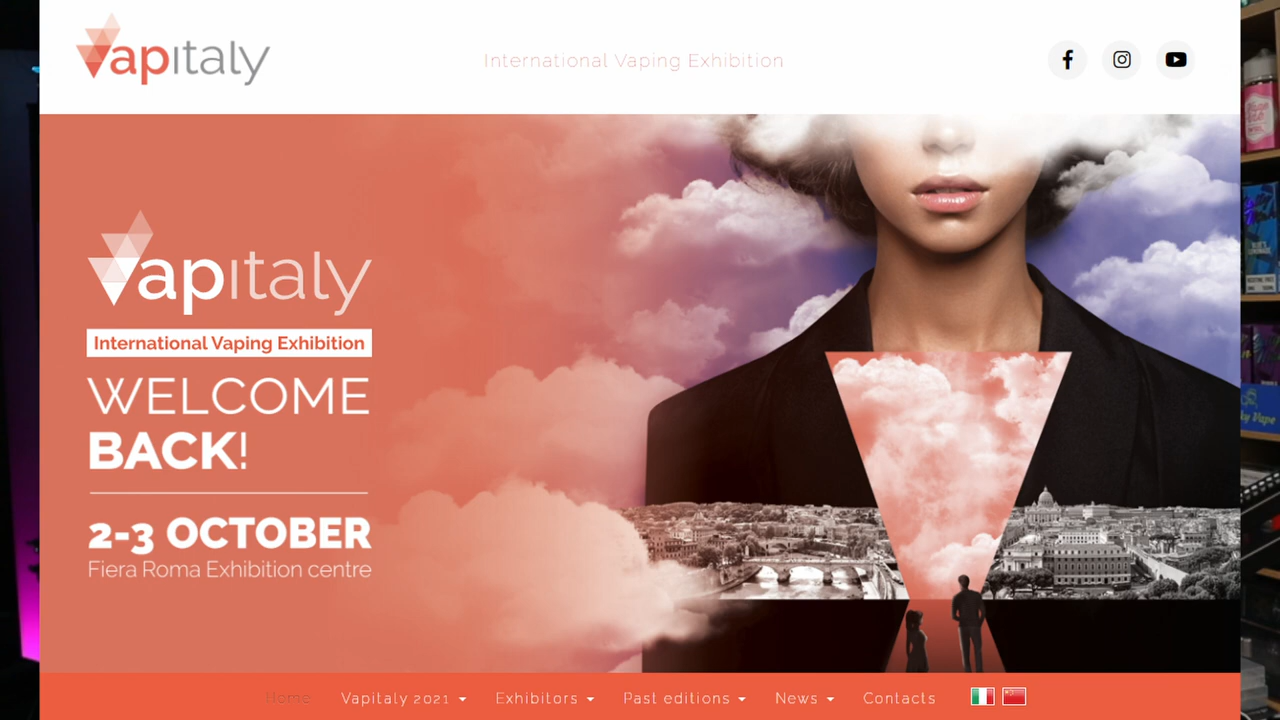 Vapitaly
International Vaping Exhibition
Vapitaly
International Vaping Exhibition
WELCOME
BACK!
2-3 OCTOBER
Fiera Roma Exhibition centre
Home
Vapitaly 2021
Exhibitors
Past editions
News
Contacts